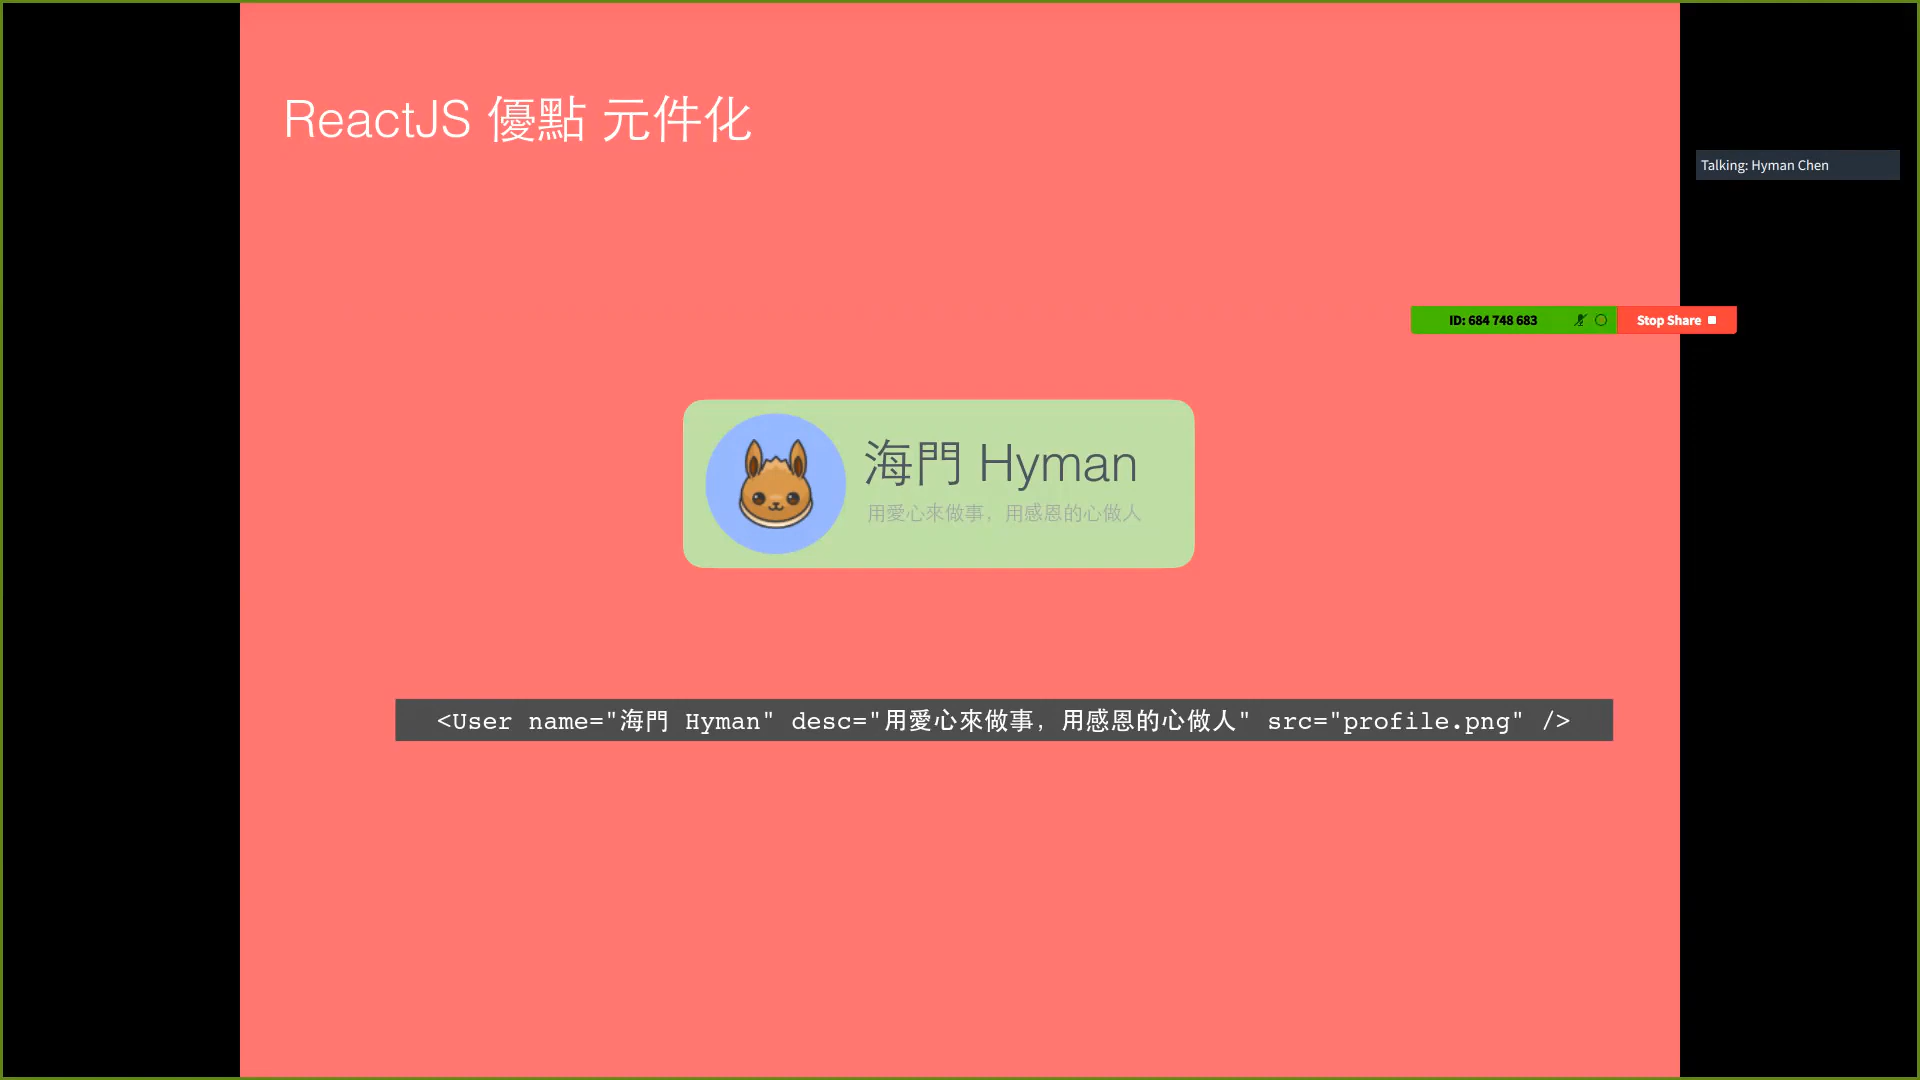 ReactJS 優點 元件化
Talking: Hyman Chen
ID: 684 748 683
Stop Share
海門 Hyman
用愛心來做事，用感恩的心做人
<User name="海門 Hyman" desc="用愛心來做事，用感恩的心做人" src="profile.png" />